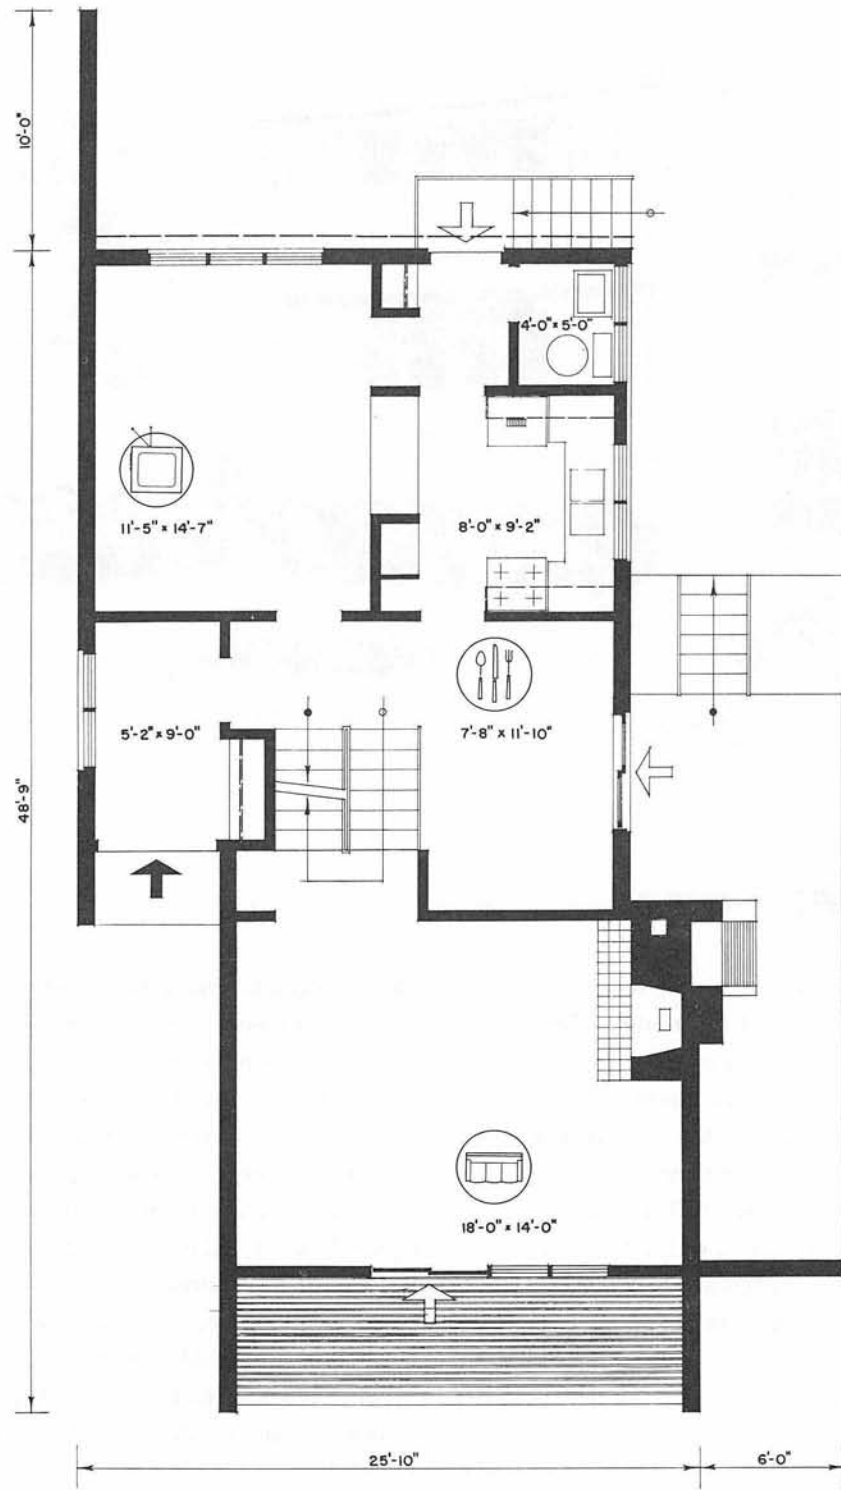 10'-0"
4'-0" × 5'-0"
11'-5" × 14'-7"
8'-0" × 9'-2"
5'-2" × 9'-0"
7'-8" × 11'-10"
48'-9"
18'-0" × 14'-0"
25'-10"
6'-0"